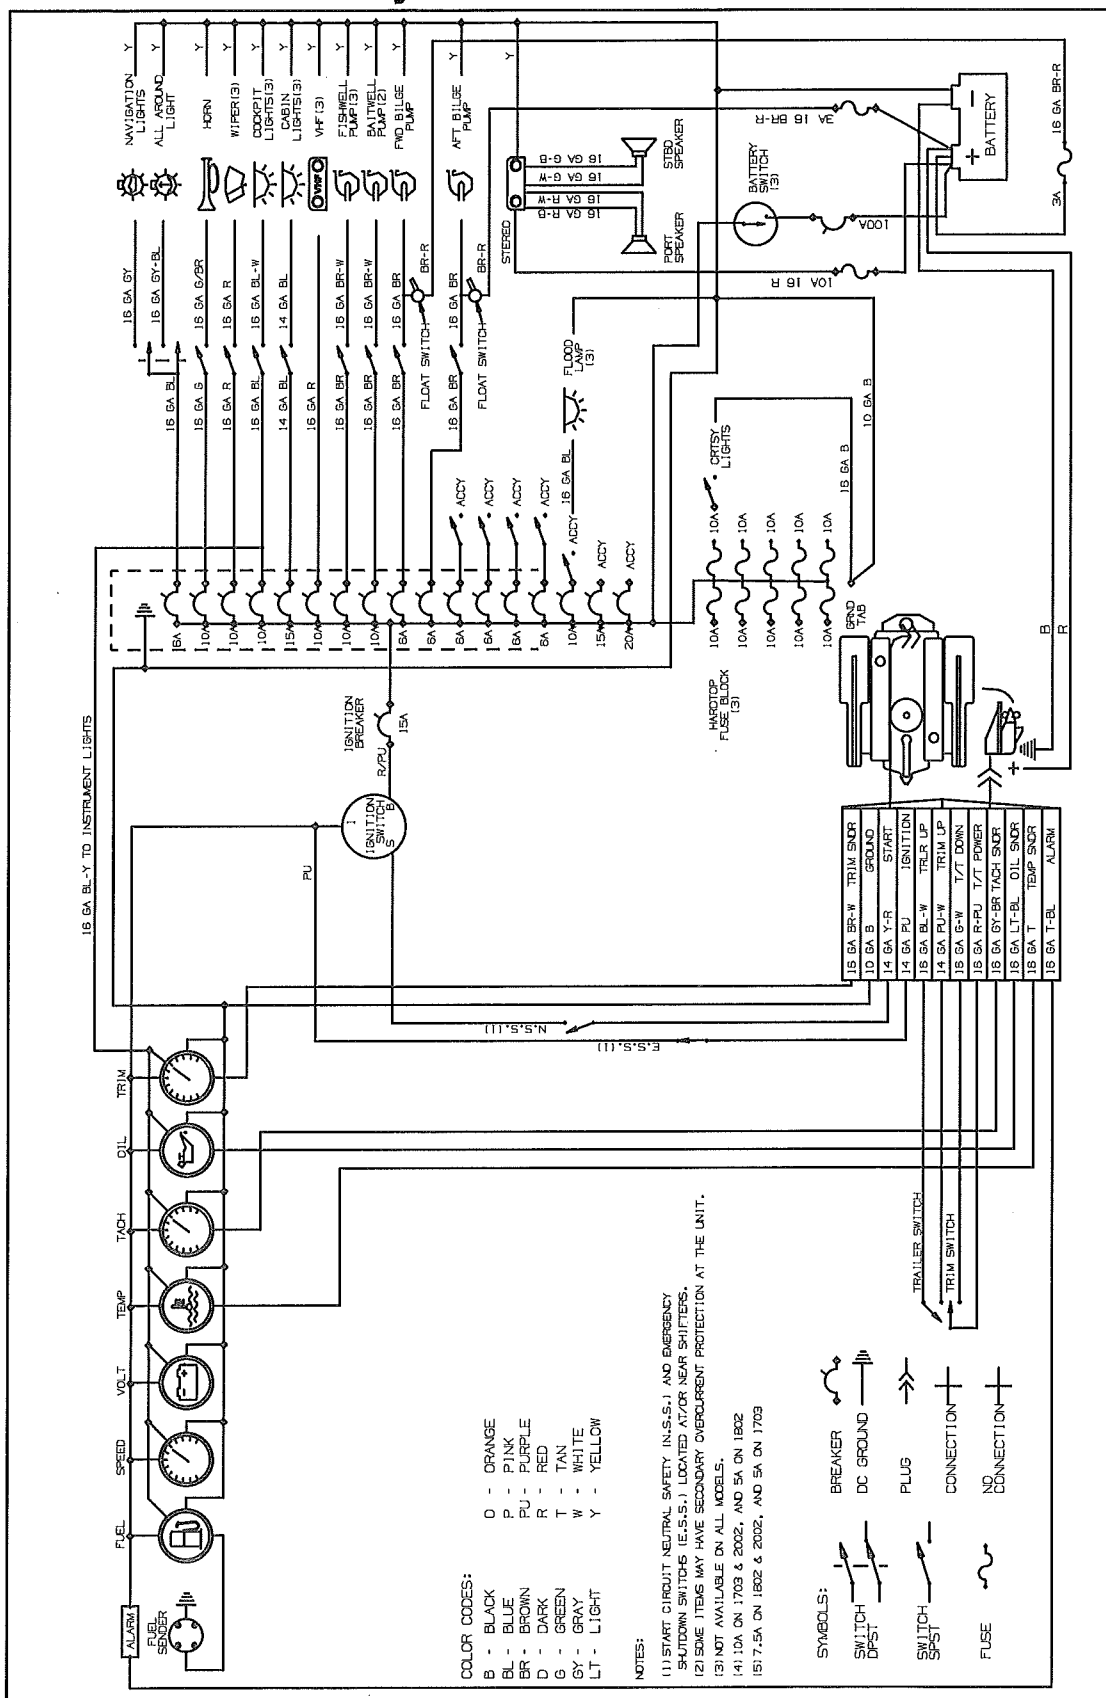 NAVIGATION
LIGHTS
ALL AROUND
LIGHT
HORN
WIPER(3)
COCKPIT
LIGHTS(3)
CABIN
LIGHTS(3)
VHF(3)
FISHWELL
PUMP(3)
BAITWELL
PUMP(2)
FWD BILGE
PUMP
AFT BILGE
PUMP
Y
Y
Y
Y
Y
Y
Y
Y
Y
Y
Y
Y
VHF
16 GA GY
16 GA GY-BL
16 GA G/BR
16 GA R
16 GA BL-W
14 GA BL
16 GA R
16 GA BR-W
16 GA BR-W
16 GA BR
16 GA BR
BR-R
BR-R
FLOAT SWITCH
FLOAT SWITCH
16 GA BL
16 GA G
16 GA R
16 GA BL
14 GA BL
16 GA BR
16 GA BR
16 GA BR
16 GA BR
STEREO
16 GA G-B
16 GA G-W
16 GA R-W
16 GA R-B
STBD
SPEAKER
PORT
SPEAKER
BATTERY
SWITCH
(3)
100A
10A 16 R
3A 16 BR-R
BATTERY
- +
16 GA BR-R
3A
FLOOD
LAMP
(3)
16 GA BL
ACCY
ACCY
ACCY
ACCY
ACCY
ACCY
ACCY
6A
10A
10A
10A
15A
10A
10A
10A
6A
6A
6A
6A
6A
6A
10A
15A
20A
CRTSY
LIGHTS
10A
10A
10A
10A
10A
10A
10A
10A
10A
10A
HARDTOP
FUSE BLOCK
(3)
16 GA B
10 GA B
GRND
TAB
B
R
+
16 GA BL-Y TO INSTRUMENT LIGHTS
IGNITION
BREAKER
15A
R/PU
IGNITION
SWITCH
I
B
S
PU
N.S.S.(1)
E.S.S.(1)
16 GA BR-W TRIM SNDR
10 GA B GROUND
14 GA Y-R START
14 GA PU IGNITION
16 GA BL-W TRLR UP
14 GA PU-W TRIM UP
16 GA G-W T/T DOWN
16 GA R-PU T/T POWER
16 GA GY-BR TACH SNDR
16 GA LT-BL OIL SNDR
16 GA T TEMP SNDR
16 GA T-BL ALARM
TRAILER SWITCH
TRIM SWITCH
TRIM
OIL
TACH
TEMP
VOLT
SPEED
FUEL
ALARM
FUEL
SENDER
COLOR CODES:
B - BLACK O - ORANGE
BL - BLUE P - PINK
BR - BROWN PU - PURPLE
D - DARK R - RED
G - GREEN T - TAN
GY - GRAY W - WHITE
LT - LIGHT Y - YELLOW
NOTES:
(1) START CIRCUIT NEUTRAL SAFETY (N.S.S.) AND EMERGENCY
SHUTDOWN SWITCHS (E.S.S.) LOCATED AT/OR NEAR SHIFTERS.
(2) SOME ITEMS MAY HAVE SECONDARY OVERCURRENT PROTECTION AT THE UNIT.
(3) NOT AVAILABLE ON ALL MODELS.
(4) 10A ON 1703 & 2002, AND 5A ON 1802
(5) 7.5A ON 1802 & 2002, AND 5A ON 1703
SYMBOLS:
SWITCH
DPST
SWITCH
SPST
FUSE
BREAKER
DC GROUND
PLUG
CONNECTION
NO
CONNECTION